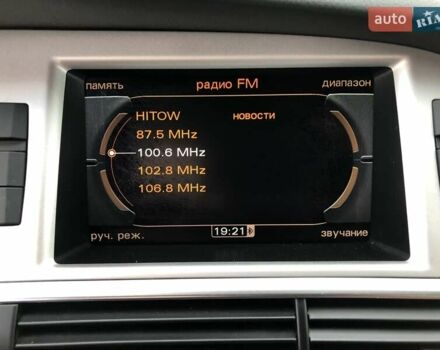 auto RIA
память радио FM диапазон
HITOW новости
87.5 MHz
100.6 MHz
102.8 MHz
106.8 MHz
руч. реж. 19:21 звучание